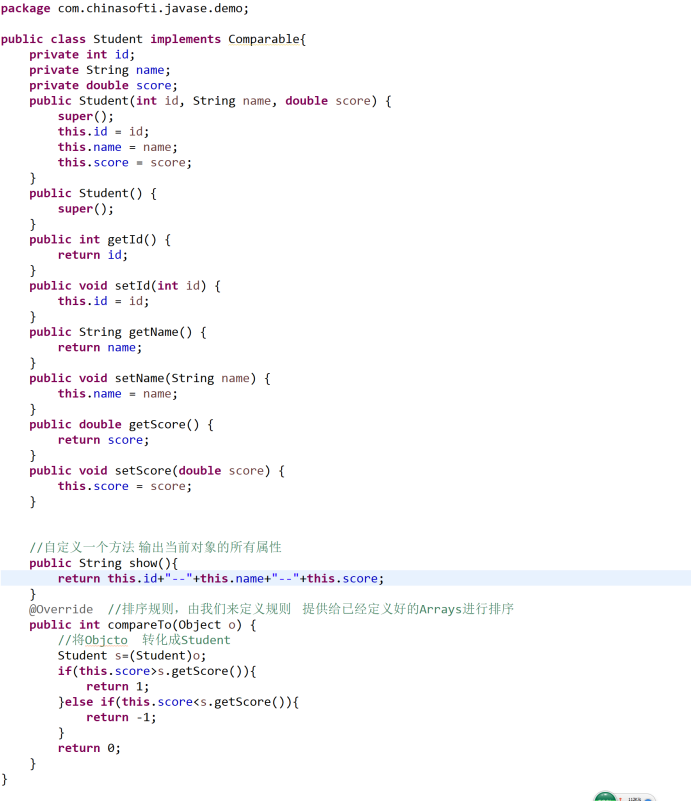 package com.chinasofti.javase.demo;
public class Student implements Comparable{
private int id;
private String name;
private double score;
public Student(int id, String name, double score) {
super();
this.id = id;
this.name = name;
this.score = score;
}
public Student() {
super();
}
public int getId() {
return id;
}
public void setId(int id) {
this.id = id;
}
public String getName() {
return name;
}
public void setName(String name) {
this.name = name;
}
public double getScore() {
return score;
}
public void setScore(double score) {
this.score = score;
}
//自定义一个方法 输出当前对象的所有属性
public String show(){
return this.id+"--"+this.name+"--"+this.score;
}
@Override //排序规则，由我们来定义规则 提供给已经定义好的Arrays进行排序
public int compareTo(Object o) {
//将Objcto 转化成Student
Student s=(Student)o;
if(this.score>s.getScore()){
return 1;
}else if(this.score<s.getScore()){
return -1;
}
return 0;
}
}